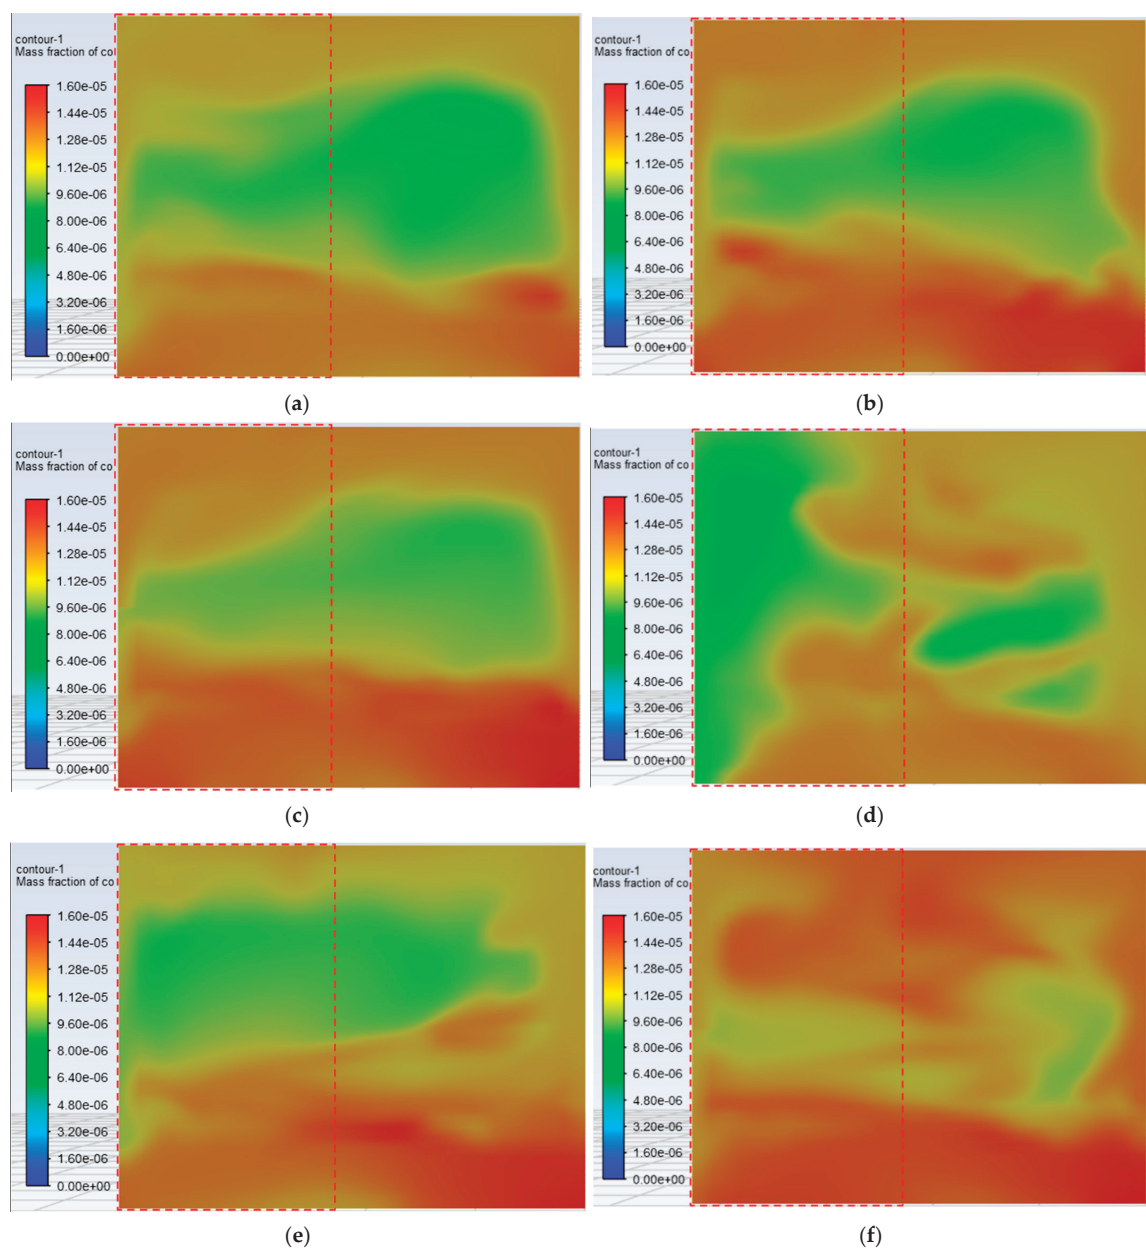 contour-1
Mass fraction of co
1.60e-05
1.44e-05
1.28e-05
1.12e-05
9.60e-06
8.00e-06
6.40e-06
4.80e-06
3.20e-06
1.60e-06
0.00e+00
(a)
contour-1
Mass fraction of co
1.60e-05
1.44e-05
1.28e-05
1.12e-05
9.60e-06
8.00e-06
6.40e-06
4.80e-06
3.20e-06
1.60e-06
0.00e+00
(b)
contour-1
Mass fraction of co
1.60e-05
1.44e-05
1.28e-05
1.12e-05
9.60e-06
8.00e-06
6.40e-06
4.80e-06
3.20e-06
1.60e-06
0.00e+00
(c)
contour-1
Mass fraction of co
1.60e-05
1.44e-05
1.28e-05
1.12e-05
9.60e-06
8.00e-06
6.40e-06
4.80e-06
3.20e-06
1.60e-06
0.00e+00
(d)
contour-1
Mass fraction of co
1.60e-05
1.44e-05
1.28e-05
1.12e-05
9.60e-06
8.00e-06
6.40e-06
4.80e-06
3.20e-06
1.60e-06
0.00e+00
(e)
contour-1
Mass fraction of co
1.60e-05
1.44e-05
1.28e-05
1.12e-05
9.60e-06
8.00e-06
6.40e-06
4.80e-06
3.20e-06
1.60e-06
0.00e+00
(f)